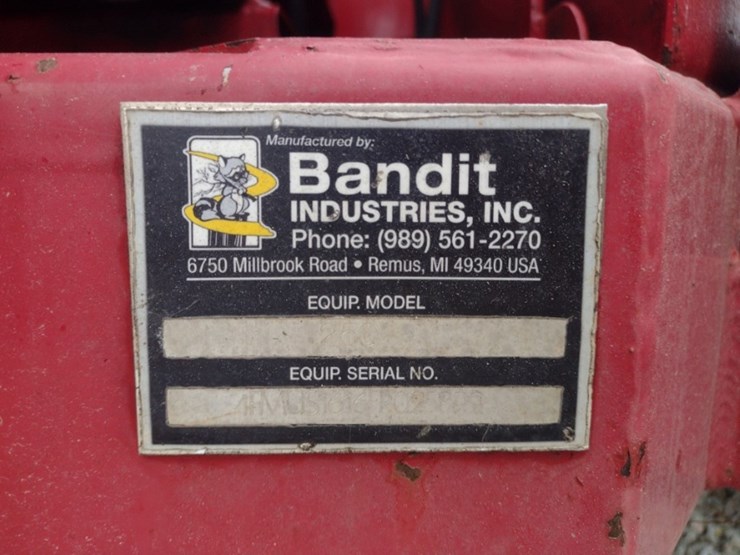 Manufactured by:
Bandit
INDUSTRIES, INC.
Phone: (989) 561-2270
6750 Millbrook Road • Remus, MI 49340 USA
EQUIP. MODEL
EQUIP. SERIAL NO.